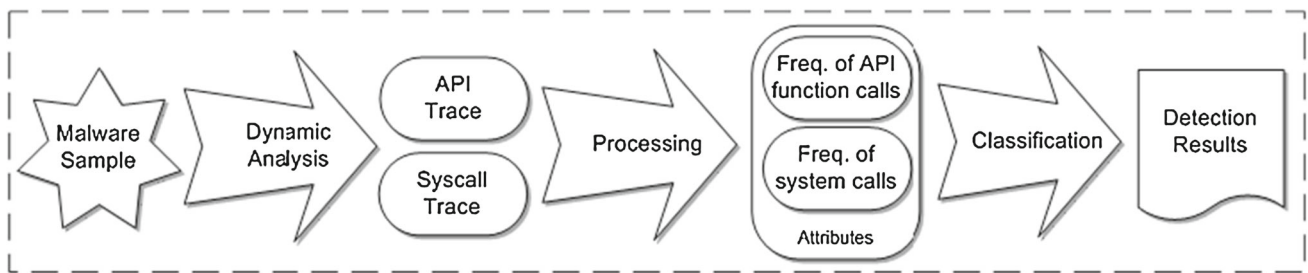 Malware
Sample
Dynamic
Analysis
API
Trace
Syscall
Trace
Processing
Freq. of API
function calls
Freq. of
system calls
Attributes
Classification
Detection
Results